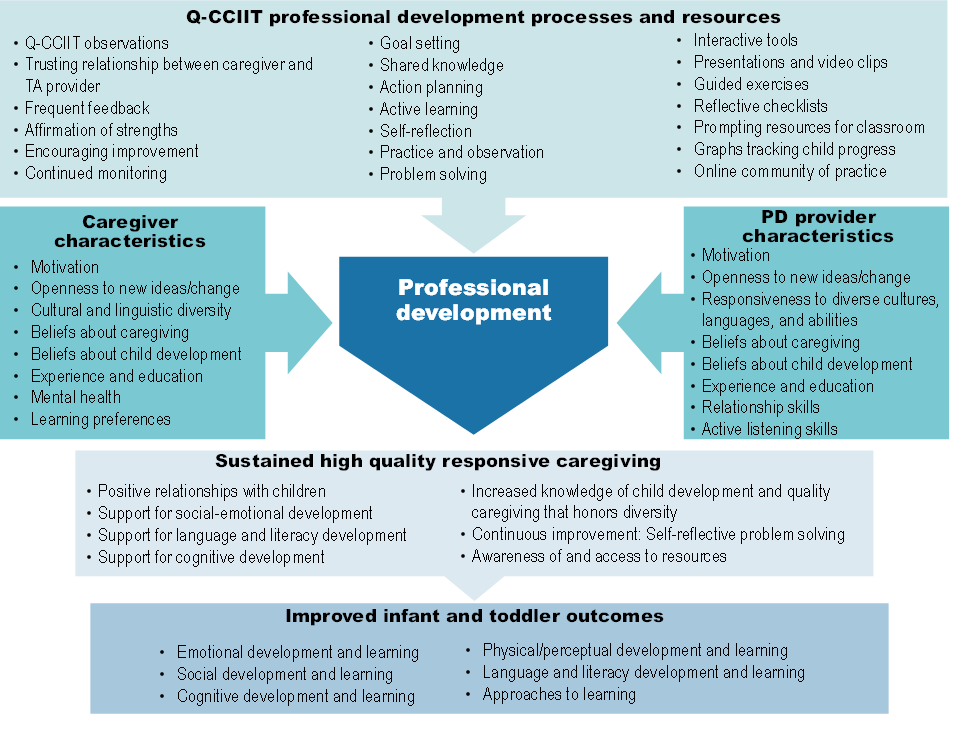 Q-CCIIT professional development processes and resources
• Q-CCIIT observations
• Trusting relationship between caregiver and
TA provider
• Frequent feedback
• Affirmation of strengths
• Encouraging improvement
• Continued monitoring
• Goal setting
• Shared knowledge
• Action planning
• Active learning
• Self-reflection
• Practice and observation
• Problem solving
• Interactive tools
• Presentations and video clips
• Guided exercises
• Reflective checklists
• Prompting resources for classroom
• Graphs tracking child progress
• Online community of practice
Caregiver
characteristics
• Motivation
• Openness to new ideas/change
• Cultural and linguistic diversity
• Beliefs about caregiving
• Beliefs about child development
• Experience and education
• Mental health
• Learning preferences
Professional
development
PD provider
characteristics
• Motivation
• Openness to new ideas/change
• Responsiveness to diverse cultures,
languages, and abilities
• Beliefs about caregiving
• Beliefs about child development
• Experience and education
• Relationship skills
• Active listening skills
Sustained high quality responsive caregiving
• Positive relationships with children
• Support for social-emotional development
• Support for language and literacy development
• Support for cognitive development
• Increased knowledge of child development and quality
caregiving that honors diversity
• Continuous improvement: Self-reflective problem solving
• Awareness of and access to resources
Improved infant and toddler outcomes
• Emotional development and learning
• Social development and learning
• Cognitive development and learning
• Physical/perceptual development and learning
• Language and literacy development and learning
• Approaches to learning